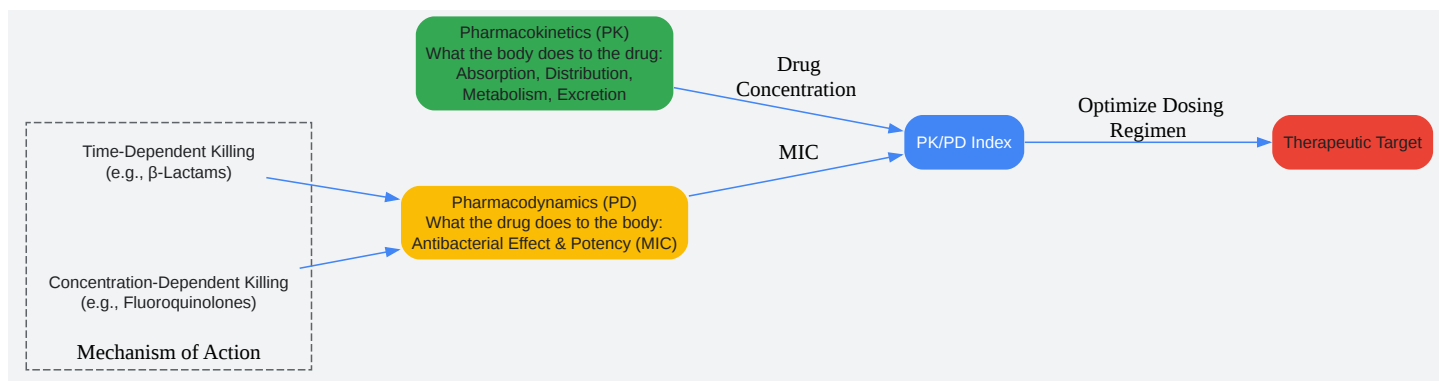 Pharmacokinetics (PK)
What the body does to the drug:
Absorption, Distribution,
Metabolism, Excretion
Drug
Concentration
Optimize Dosing
Regimen
PK/PD Index
Therapeutic Target
MIC
Time-Dependent Killing
(e.g., β-Lactams)
Pharmacodynamics (PD)
What the drug does to the body:
Antibacterial Effect & Potency (MIC)
Concentration-Dependent Killing
(e.g., Fluoroquinolones)
Mechanism of Action